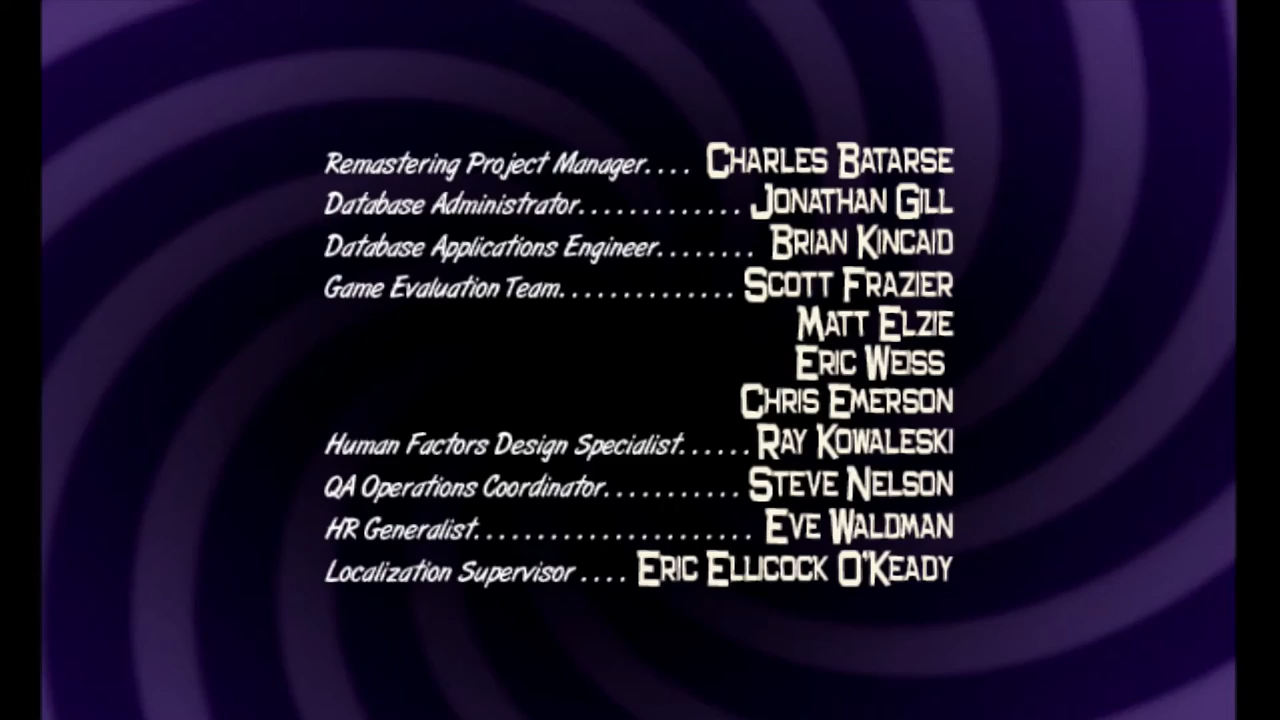 Remastering Project Manager.... Charles Batarse
Database Administrator............. Jonathan Gill
Database Applications Engineer........ Brian Kincaid
Game Evaluation Team.............. Scott Frazier
Matt Elzie
Eric Weiss
Chris Emerson
Human Factors Design Specialist...... Ray Kowaleski
QA Operations Coordinator........... Steve Nelson
HR Generalist...................... Eve Waldman
Localization Supervisor .... Eric Ellicock O'Keady